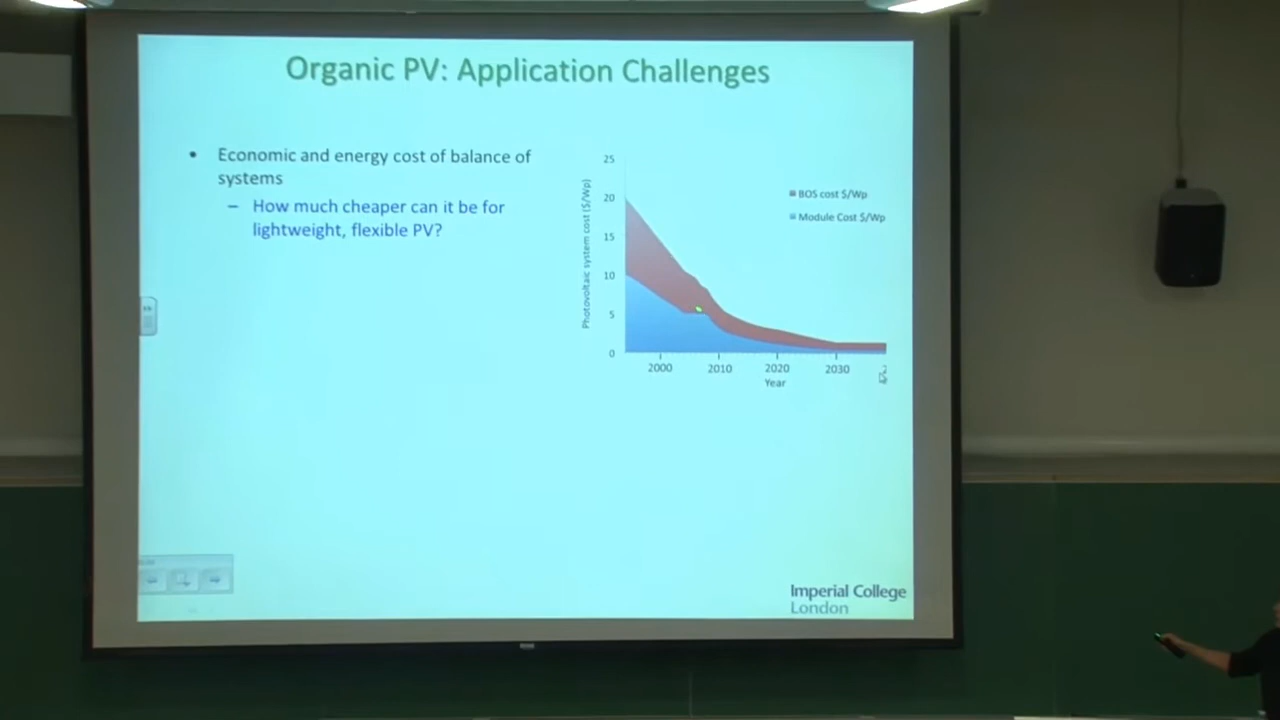 Organic PV: Application Challenges
• Economic and energy cost of balance of
systems
– How much cheaper can it be for
lightweight, flexible PV?
Photovoltaic system cost ($/Wp)
25
20
15
10
5
0
BOS cost $/Wp
Module Cost $/Wp
2000 2010 2020 2030
Year
Imperial College
London